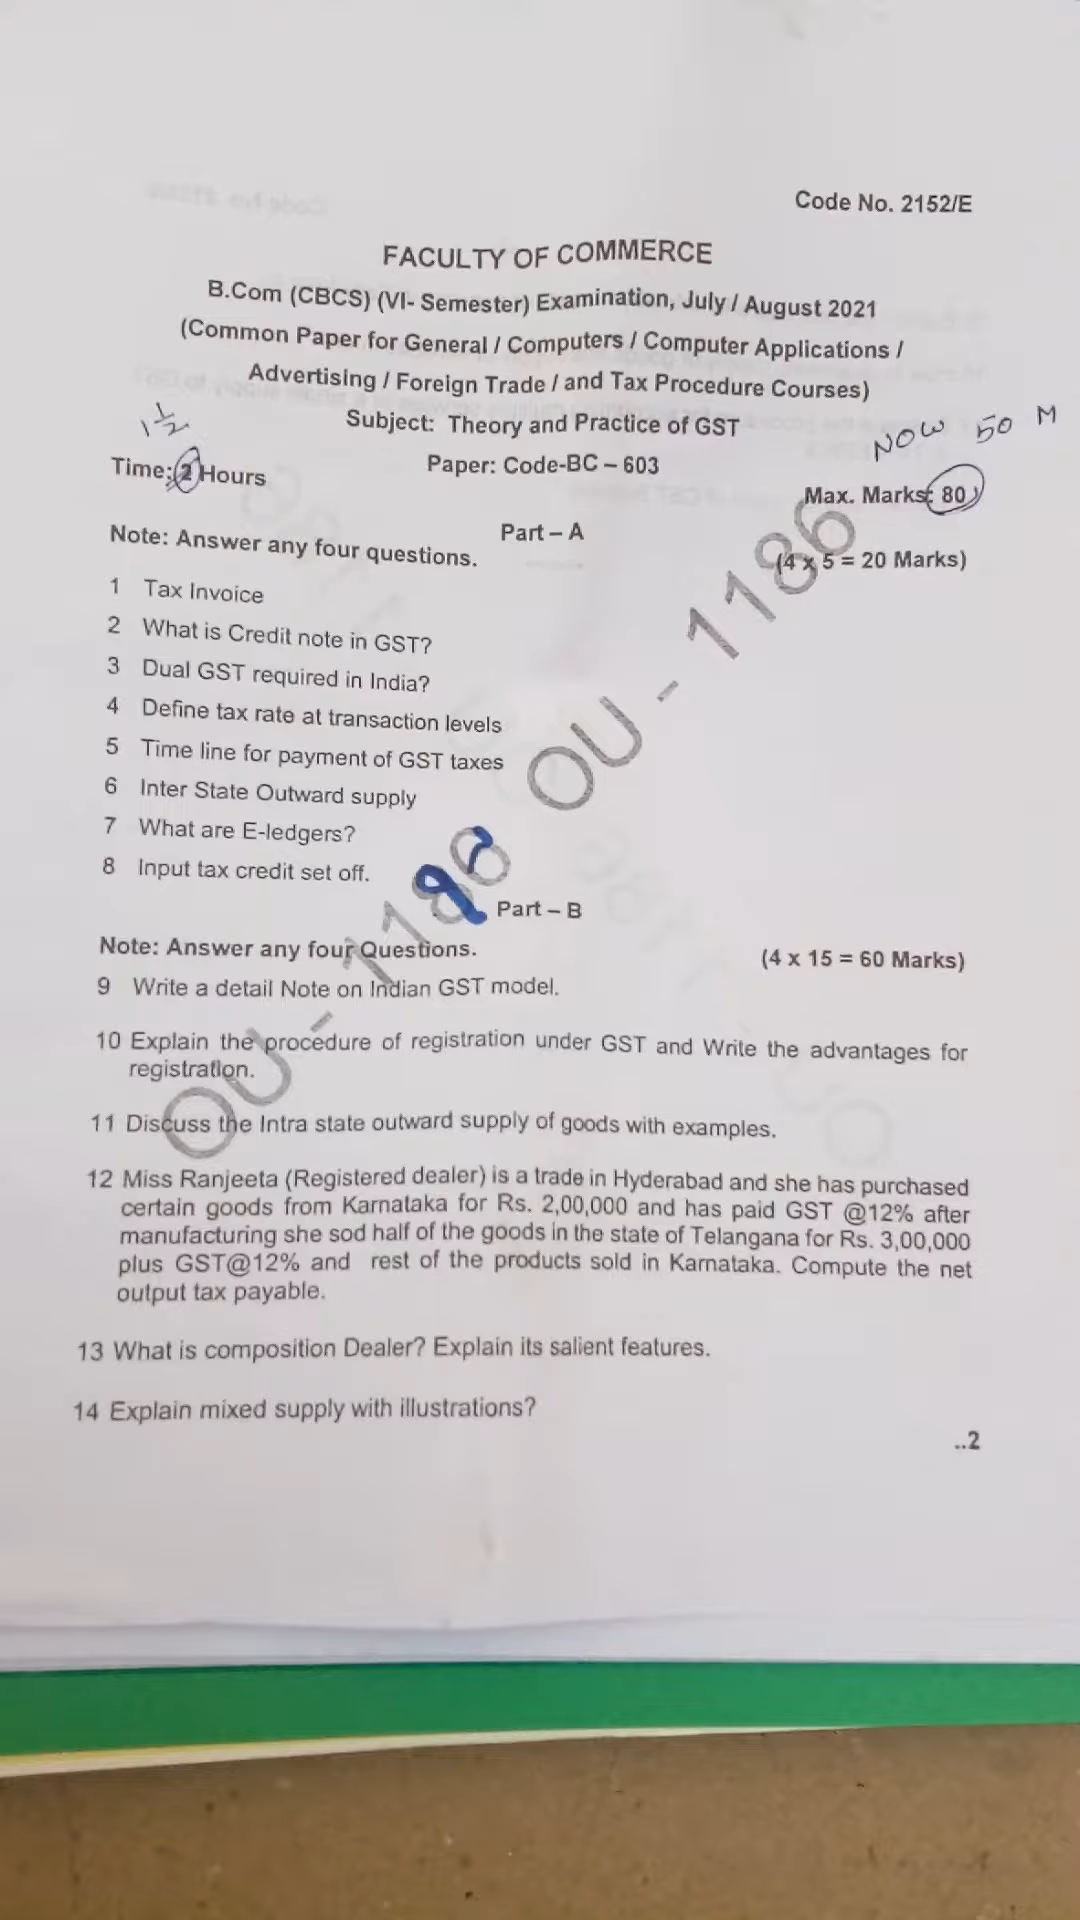 Code No. 2152/E
FACULTY OF COMMERCE
B.Com (CBCS) (VI- Semester) Examination, July / August 2021
(Common Paper for General / Computers / Computer Applications /
Advertising / Foreign Trade / and Tax Procedure Courses)
Subject: Theory and Practice of GST
1 1/2
NOW 50 M
Paper: Code-BC – 603
Time: 2 Hours
Max. Marks: 80
Part – A
Note: Answer any four questions.
(4 x 5 = 20 Marks)
1 Tax Invoice
2 What is Credit note in GST?
3 Dual GST required in India?
4 Define tax rate at transaction levels
5 Time line for payment of GST taxes
6 Inter State Outward supply
7 What are E-ledgers?
8 Input tax credit set off.
Part – B
Note: Answer any four Questions.
(4 x 15 = 60 Marks)
9 Write a detail Note on Indian GST model.
10 Explain the procedure of registration under GST and Write the advantages for
registration.
11 Discuss the Intra state outward supply of goods with examples.
12 Miss Ranjeeta (Registered dealer) is a trade in Hyderabad and she has purchased
certain goods from Karnataka for Rs. 2,00,000 and has paid GST @12% after
manufacturing she sod half of the goods in the state of Telangana for Rs. 3,00,000
plus GST@12% and rest of the products sold in Karnataka. Compute the net
output tax payable.
13 What is composition Dealer? Explain its salient features.
14 Explain mixed supply with illustrations?
..2
OU - 1186 OU - 1186